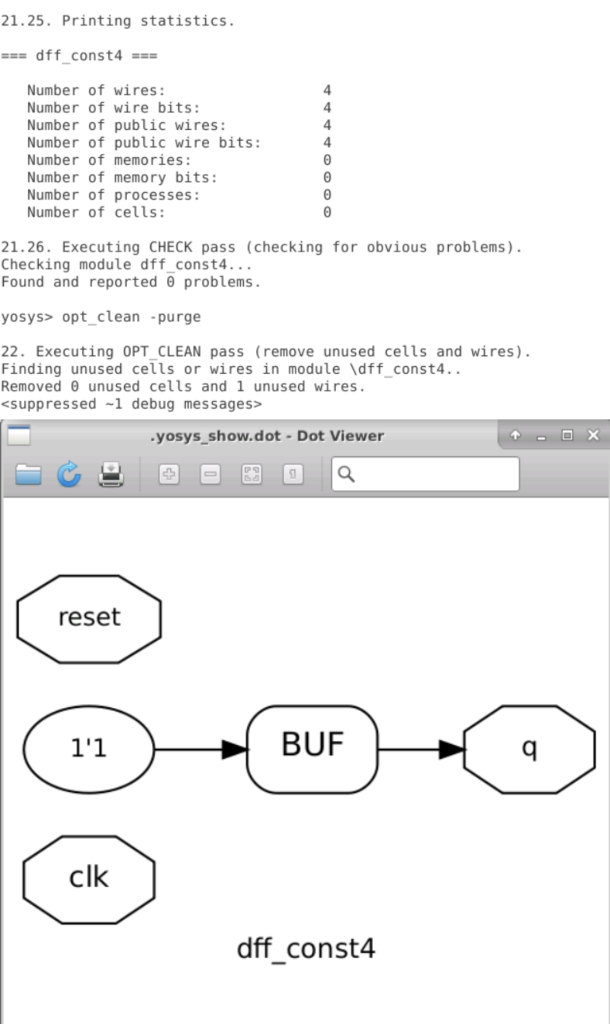 21.25. Printing statistics.
=== dff_const4 ===
Number of wires: 4
Number of wire bits: 4
Number of public wires: 4
Number of public wire bits: 4
Number of memories: 0
Number of memory bits: 0
Number of processes: 0
Number of cells: 0
21.26. Executing CHECK pass (checking for obvious problems).
Checking module dff_const4...
Found and reported 0 problems.
yosys> opt_clean -purge
22. Executing OPT_CLEAN pass (remove unused cells and wires).
Finding unused cells or wires in module \dff_const4..
Removed 0 unused cells and 1 unused wires.
<suppressed ~1 debug messages>
.yosys_show.dot - Dot Viewer
reset
1'1 BUF q
clk
dff_const4